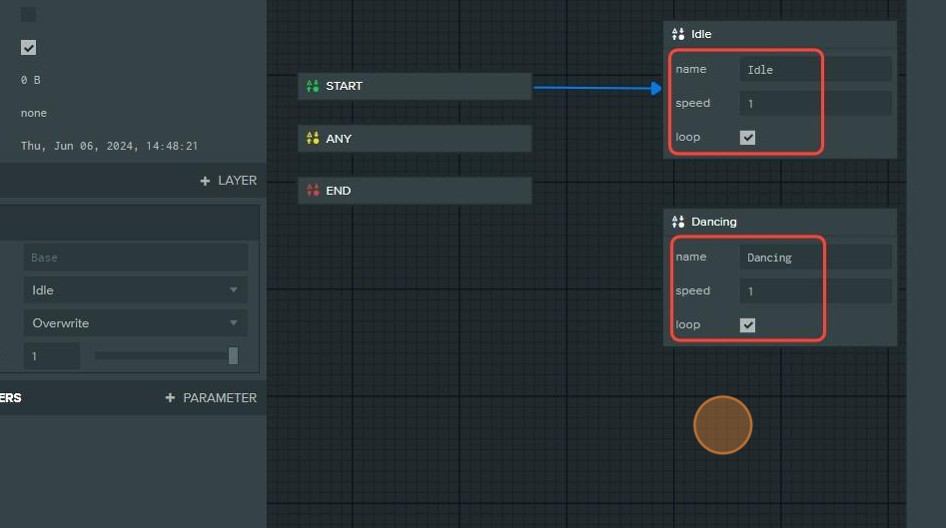 0 B
none
Thu, Jun 06, 2024, 14:48:21
+ LAYER
Base
Idle
Overwrite
1
ERS
+ PARAMETER
START
ANY
END
Idle
name Idle
speed 1
loop
Dancing
name Dancing
speed 1
loop